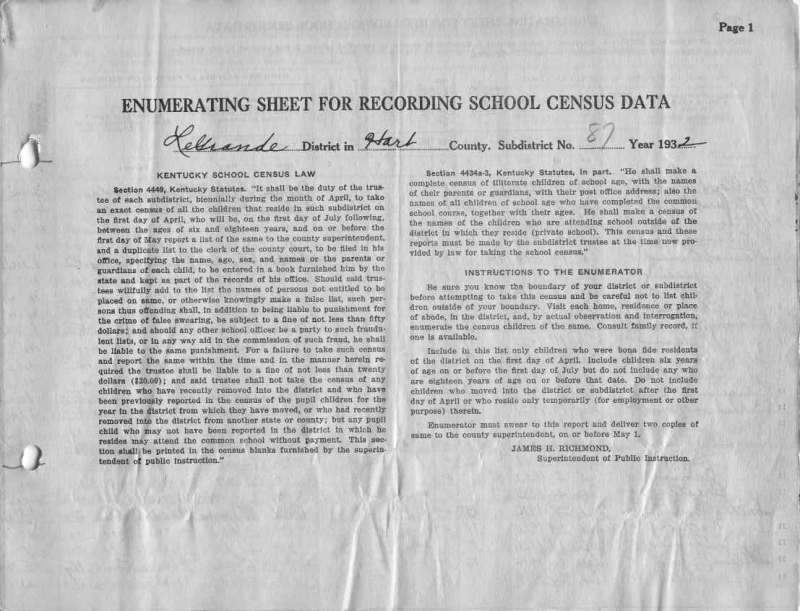 Page 1
ENUMERATING SHEET FOR RECORDING SCHOOL CENSUS DATA
LeGrande District in Hart County. Subdistrict No. 87 Year 1932
KENTUCKY SCHOOL CENSUS LAW
Section 4449, Kentucky Statutes. "It shall be the duty of the trus-
tee of each subdistrict, biennially during the month of April, to take
an exact census of all the children that reside in such subdistrict on
the first day of April, who will be, on the first day of July following,
between the ages of six and eighteen years, and on or before the
first day of May report a list of the same to the county superintendent,
and a duplicate list to the clerk of the county court, to be filed in his
office, specifying the name, age, sex, and names or the parents or
guardians of each child, to be entered in a book furnished him by the
state and kept as part of the records of his office. Should said trus-
tees willfully add to the list the names of persons not entitled to be
placed on same, or otherwise knowingly make a false list, such per-
sons thus offending shall, in addition to being liable to punishment for
the crime of false swearing, be subject to a fine of not less than fifty
dollars; and should any other school officer be a party to such fraudu-
lent lists, or in any way aid in the commission of such fraud, he shall
be liable to the same punishment. For a failure to take such census
and report the same within the time and in the manner herein re-
quired the trustee shall be liable to a fine of not less than twenty
dollars ($20.00); and said trustee shall not take the census of any
children who have recently removed into the district and who have
been previously reported in the census of the pupil children for the
year in the district from which they have moved, or who had recently
removed into the district from another state or county; but any pupil
child who may not have been reported in the district in which he
resides may attend the common school without payment. This sec-
tion shall be printed in the census blanks furnished by the superin-
tendent of public instruction."
Section 4434a-3, Kentucky Statutes, in part. "He shall make a
complete census of illiterate children of school age, with the names
of their parents or guardians, with their post office address; also the
names of all children of school age who have completed the common
school course, together with their ages. He shall make a census of
the names of the children who are attending school outside of the
district in which they reside (private school). This census and these
reports must be made by the subdistrict trustee at the time now pro-
vided by law for taking the school census."
INSTRUCTIONS TO THE ENUMERATOR
Be sure you know the boundary of your district or subdistrict
before attempting to take this census and be careful not to list chil-
dren outside of your boundary. Visit each home, residence or place
of abode, in the district, and, by actual observation and interrogation,
enumerate the census children of the same. Consult family record, if
one is available.
Include in this list only children who were bona fide residents
of the district on the first day of April. Include children six years
of age on or before the first day of July but do not include any who
are eighteen years of age on or before that date. Do not include
children who moved into the district or subdistrict after the first
day of April or who reside only temporarily (for employment or other
purpose) therein.
Enumerator must swear to this report and deliver two copies of
same to the county superintendent, on or before May 1.
JAMES H. RICHMOND,
Superintendent of Public Instruction.